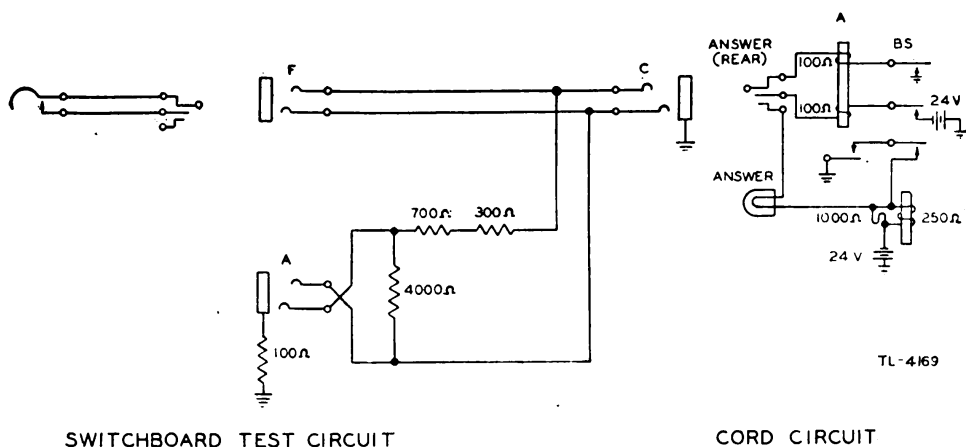 A
BS
ANSWER
(REAR)
100Ω
100Ω
24 V
F
C
ANSWER
1000Ω
250Ω
24 V
700Ω
300Ω
A
4000Ω
100Ω
TL-4169
SWITCHBOARD TEST CIRCUIT
CORD CIRCUIT